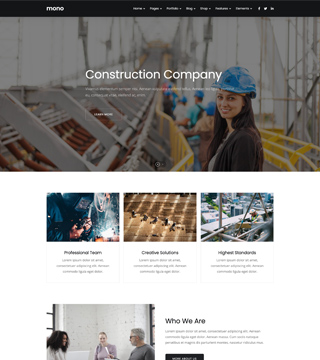 mono
Home
Pages
Portfolio
Blog
Shop
Features
Elements
Construction Company
LEARN MORE
Professional Team
Lorem ipsum dolor sit amet,
consectetuer adipiscing elit. Aenean
commodo ligula eget dolor.
Creative Solutions
Lorem ipsum dolor sit amet,
consectetuer adipiscing elit. Aenean
commodo ligula eget dolor.
Highest Standards
Lorem ipsum dolor sit amet,
consectetuer adipiscing elit. Aenean
commodo ligula eget dolor.
Who We Are
Lorem ipsum dolor sit amet, consectetuer
adipiscing elit. Aenean commodo ligula eget
dolor.
MORE ABOUT US